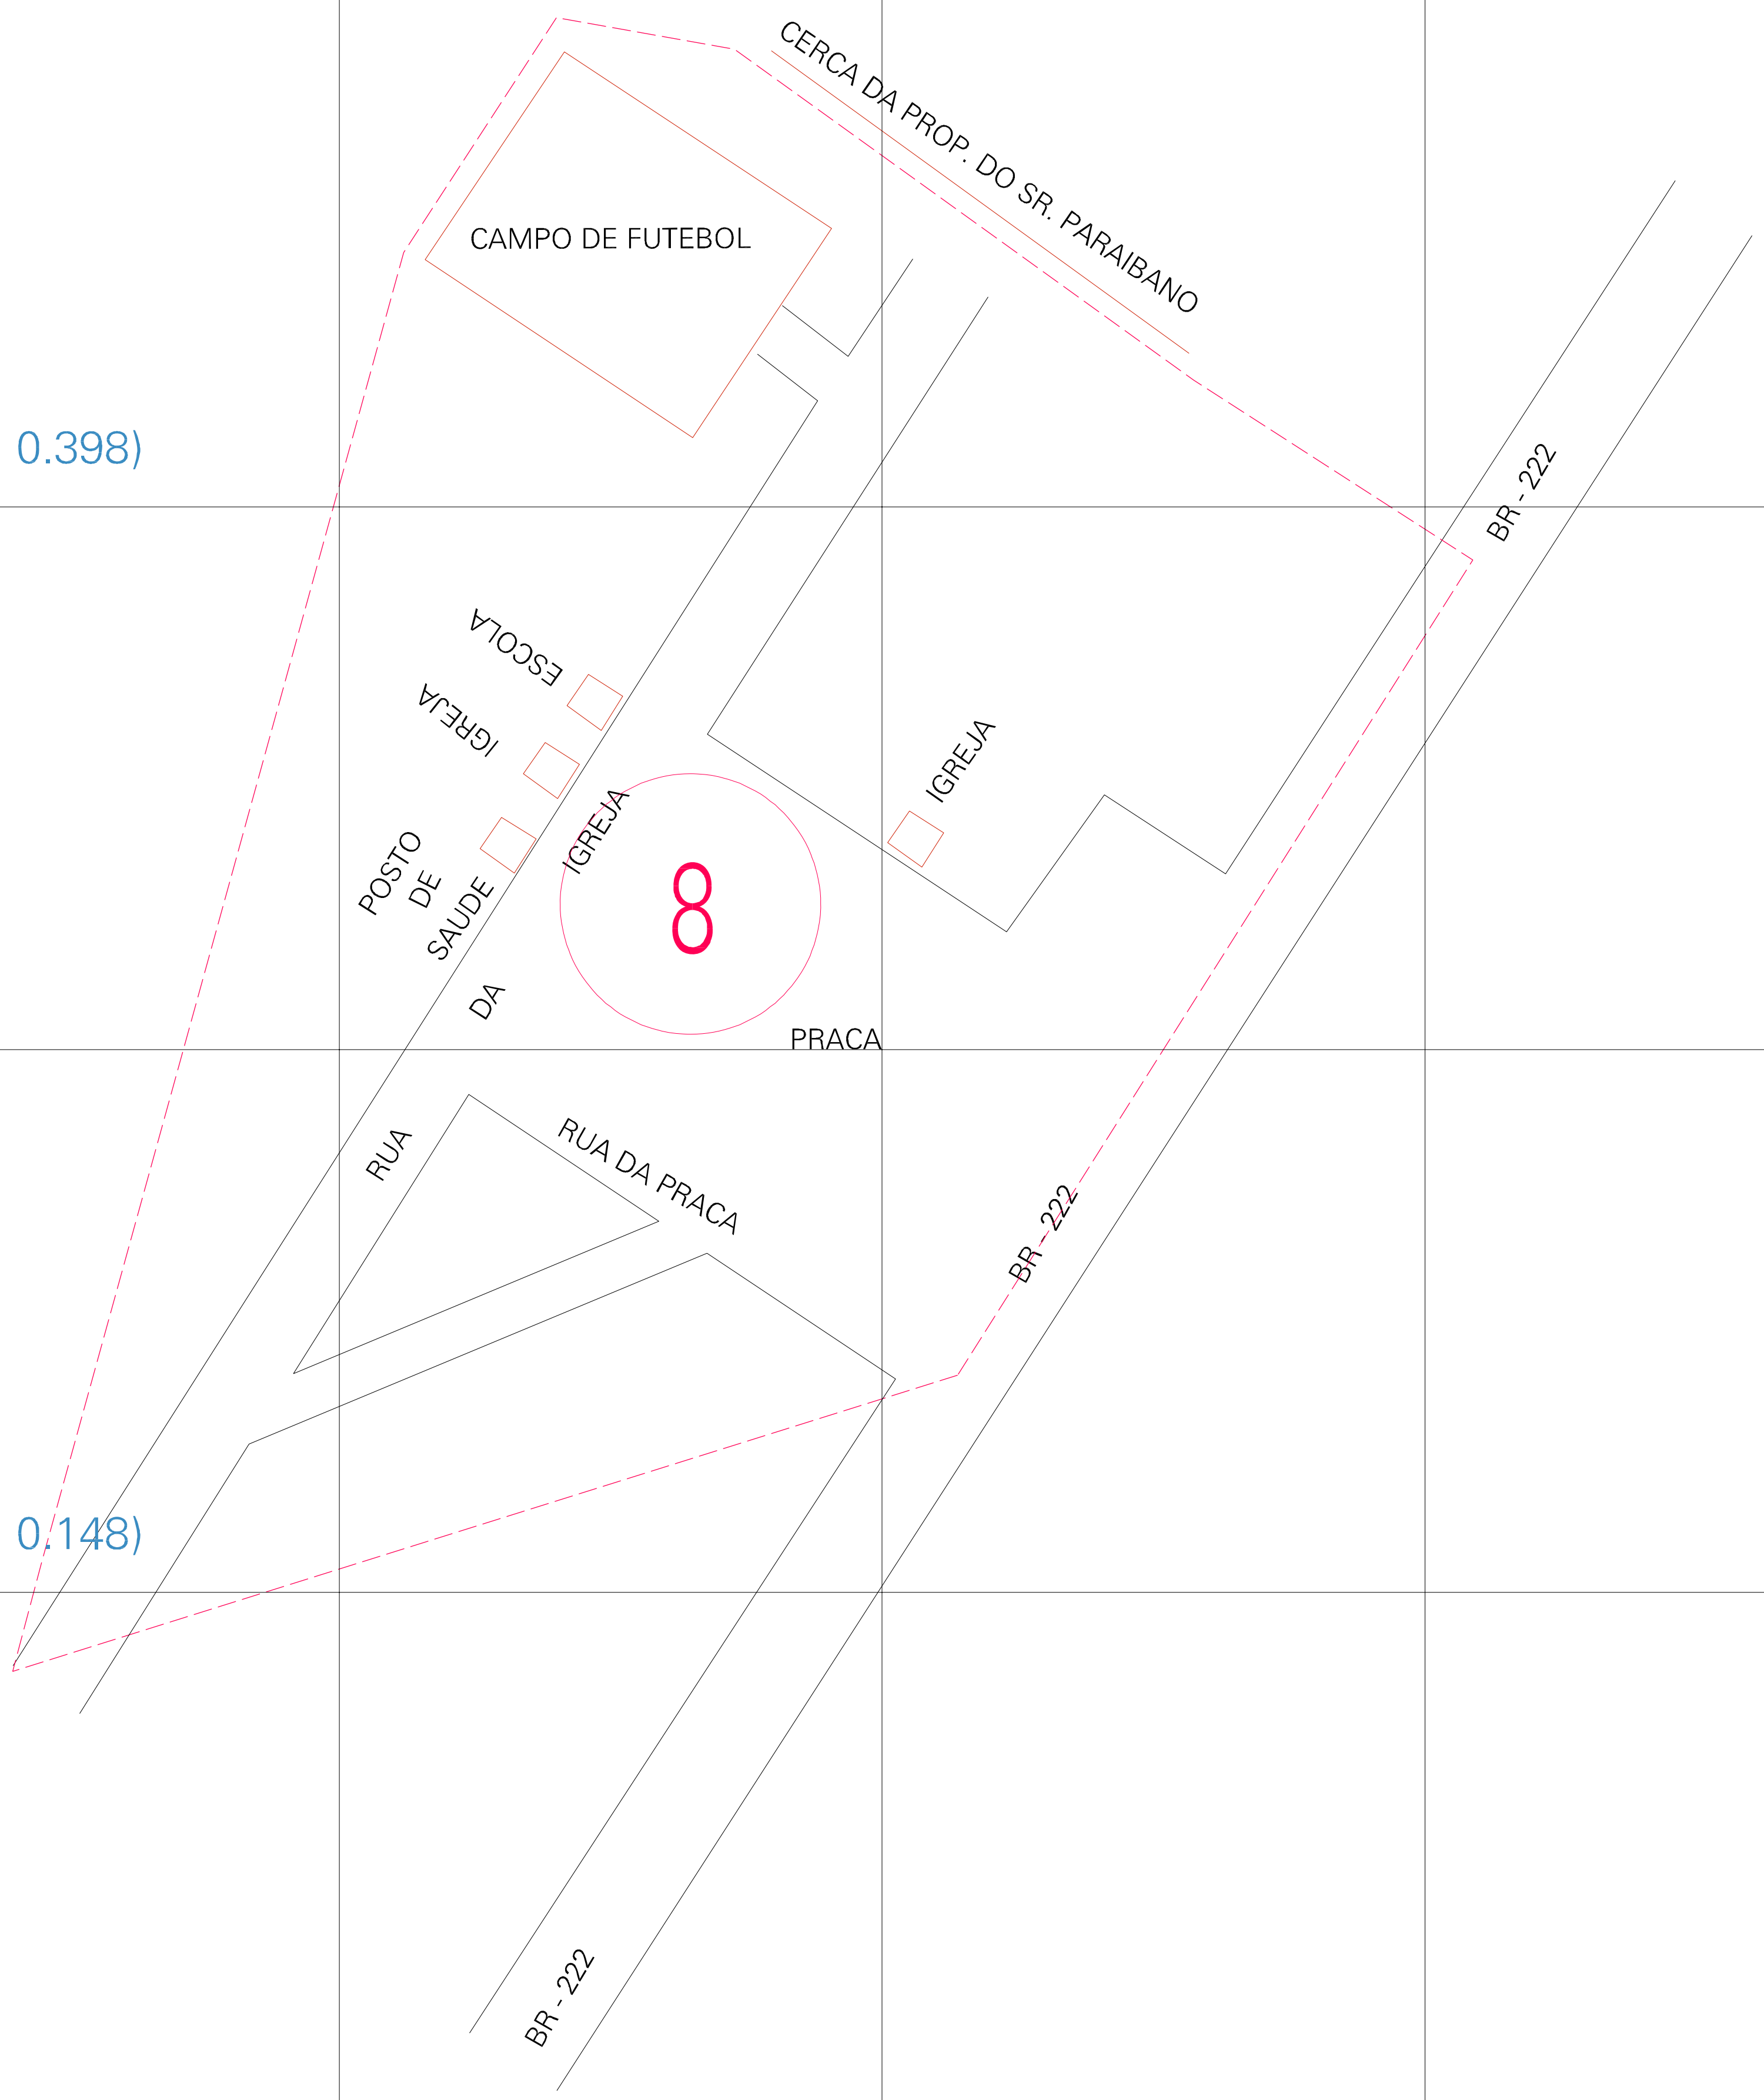 CERCA DA PROP. DO SR. PARAIBANO
CAMPO DE FUTEBOL
0.398)
BR - 222
ESCOLA
IGREJA
IGREJA
POSTO
DE
SAUDE
RUA DA IGREJA
8
PRACA
RUA DA PRACA
BR - 222
0.148)
BR - 222